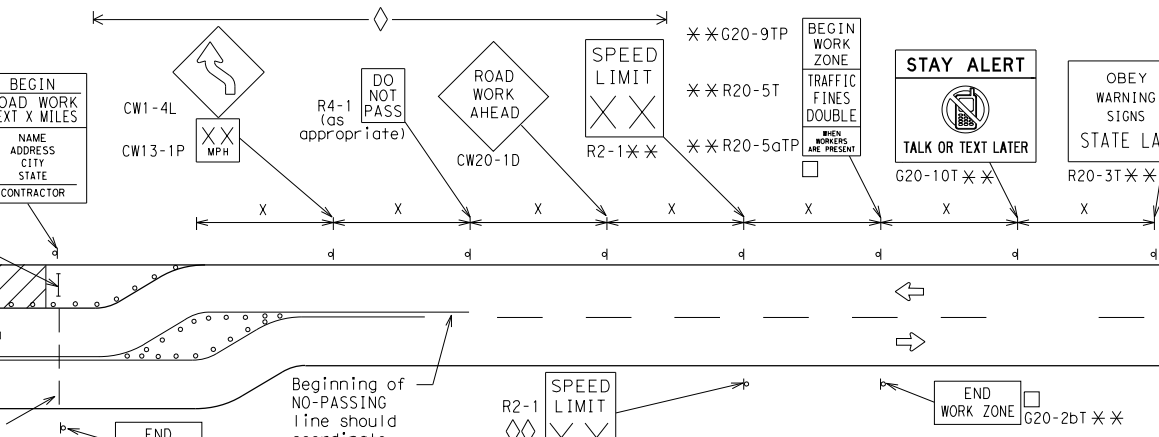 BEGIN
ROAD WORK
NEXT X MILES
NAME
ADDRESS
CITY
STATE
CONTRACTOR
CW1-4L
XX
MPH
CW13-1P
DO
NOT
PASS
R4-1
(as
appropriate)
ROAD
WORK
AHEAD
CW20-1D
SPEED
LIMIT
XX
R2-1**
**G20-9TP
**R20-5T
**R20-5aTP
BEGIN
WORK
ZONE
TRAFFIC
FINES
DOUBLE
WHEN
WORKERS
ARE PRESENT
STAY ALERT
TALK OR TEXT LATER
G20-10T**
OBEY
WARNING
SIGNS
STATE LA
R20-3T**
X X X X X X X
Beginning of
NO-PASSING
line should
coordinate
R2-1
SPEED
LIMIT
END
WORK ZONE
G20-2bT**
END